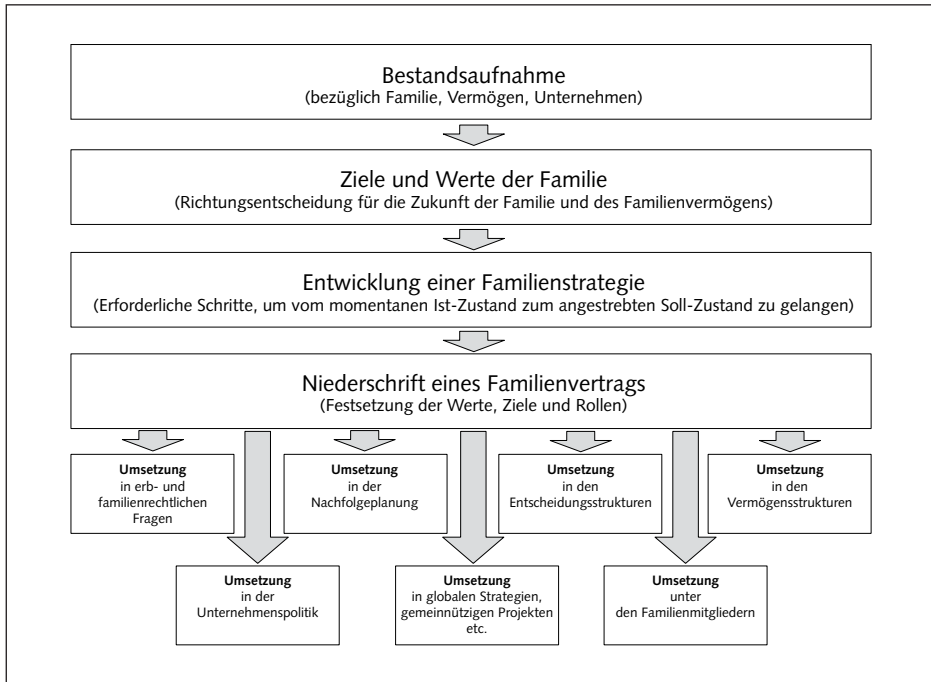 Bestandsaufnahme
(bezüglich Familie, Vermögen, Unternehmen)
Ziele und Werte der Familie
(Richtungsentscheidung für die Zukunft der Familie und des Familienvermögens)
Entwicklung einer Familienstrategie
(Erforderliche Schritte, um vom momentanen Ist-Zustand zum angestrebten Soll-Zustand zu gelangen)
Niederschrift eines Familienvertrags
(Festsetzung der Werte, Ziele und Rollen)
Umsetzung
in erb- und
familienrechtlichen
Fragen
Umsetzung
in der
Nachfolgeplanung
Umsetzung
in den
Entscheidungsstrukturen
Umsetzung
in den
Vermögensstrukturen
Umsetzung
in der
Unternehmenspolitik
Umsetzung
in globalen Strategien,
gemeinnützigen Projekten
etc.
Umsetzung
unter
den Familienmitgliedern